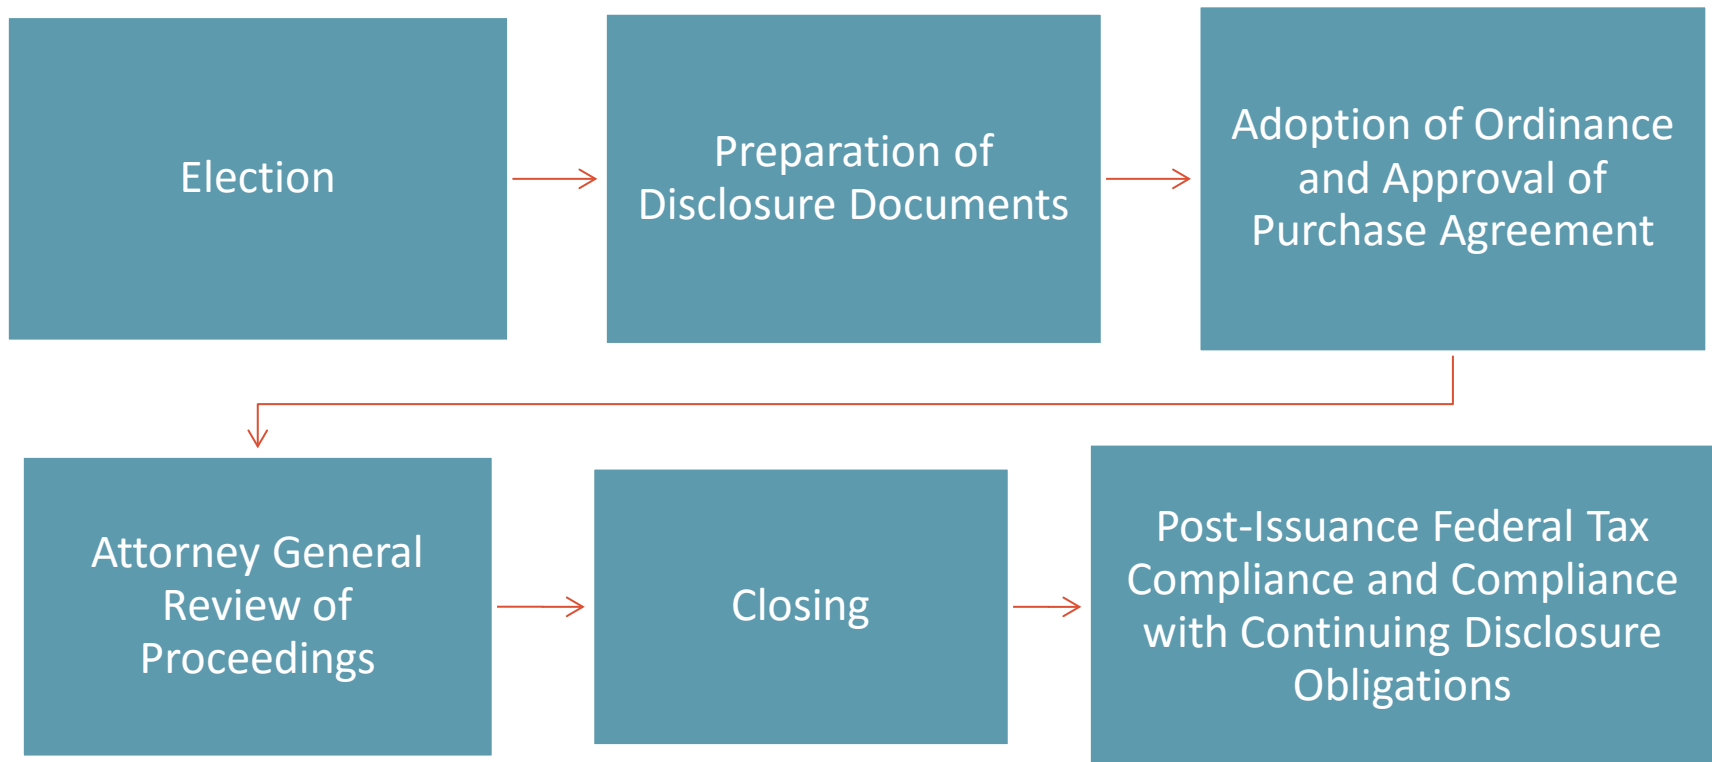 Election
Preparation of
Disclosure Documents
Adoption of Ordinance
and Approval of
Purchase Agreement
Attorney General
Review of
Proceedings
Closing
Post-Issuance Federal Tax
Compliance and Compliance
with Continuing Disclosure
Obligations